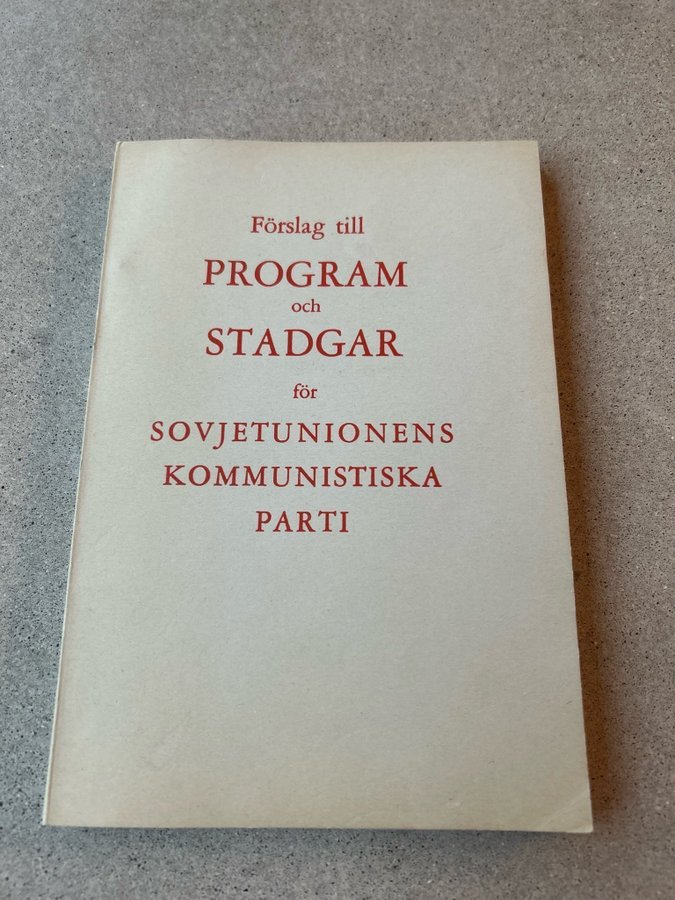 Förslag till
PROGRAM
och
STADGAR
för
SOVJETUNIONENS
KOMMUNISTISKA
PARTI